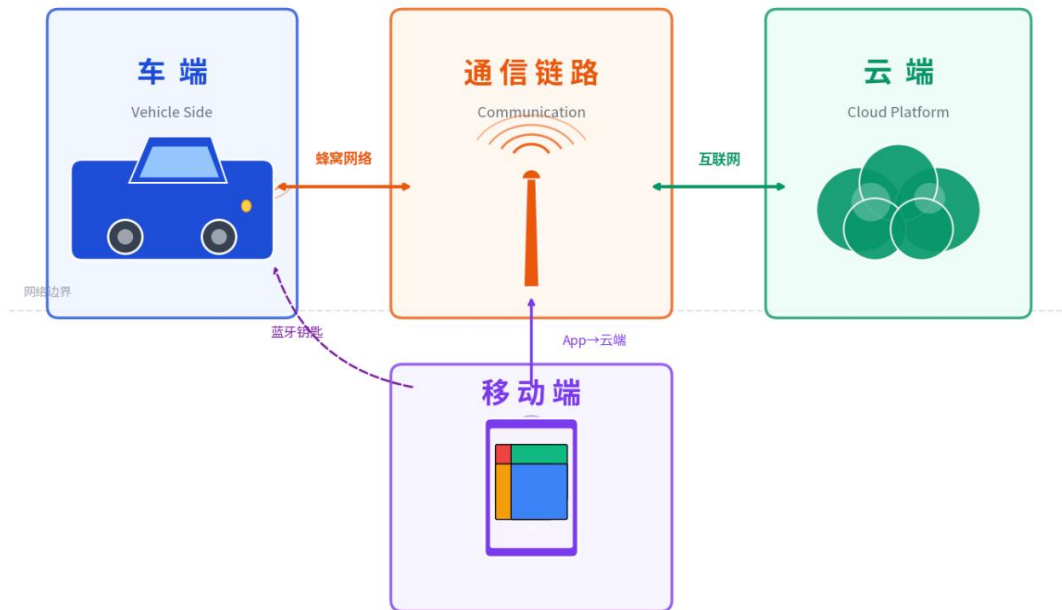 车 端
通信链路
云 端
Vehicle Side
Communication
Cloud Platform
蜂窝网络
互联网
网络边界
蓝牙钥匙
App→云端
移动端